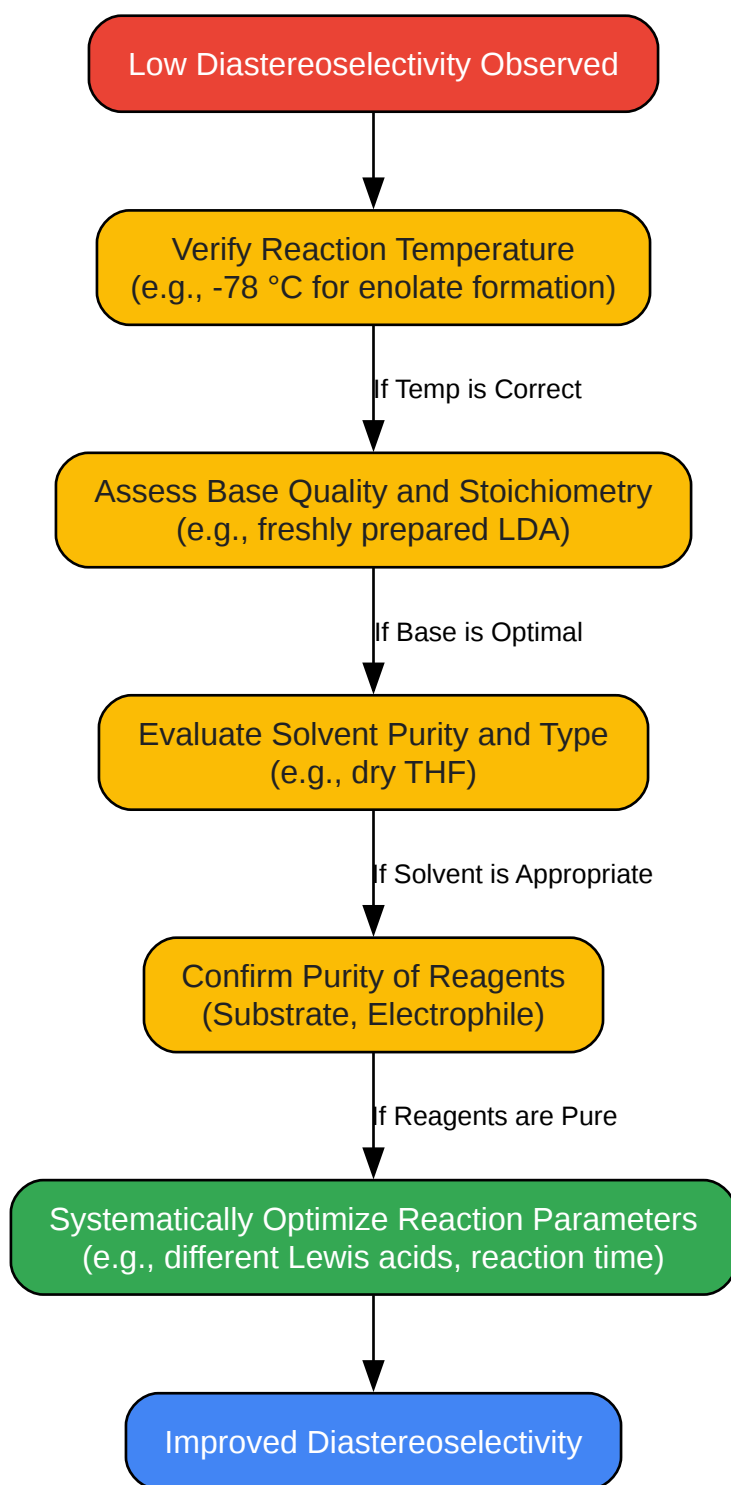 Low Diastereoselectivity Observed
Verify Reaction Temperature
(e.g., -78 °C for enolate formation)
If Temp is Correct
Assess Base Quality and Stoichiometry
(e.g., freshly prepared LDA)
If Base is Optimal
Evaluate Solvent Purity and Type
(e.g., dry THF)
If Solvent is Appropriate
Confirm Purity of Reagents
(Substrate, Electrophile)
If Reagents are Pure
Systematically Optimize Reaction Parameters
(e.g., different Lewis acids, reaction time)
Improved Diastereoselectivity